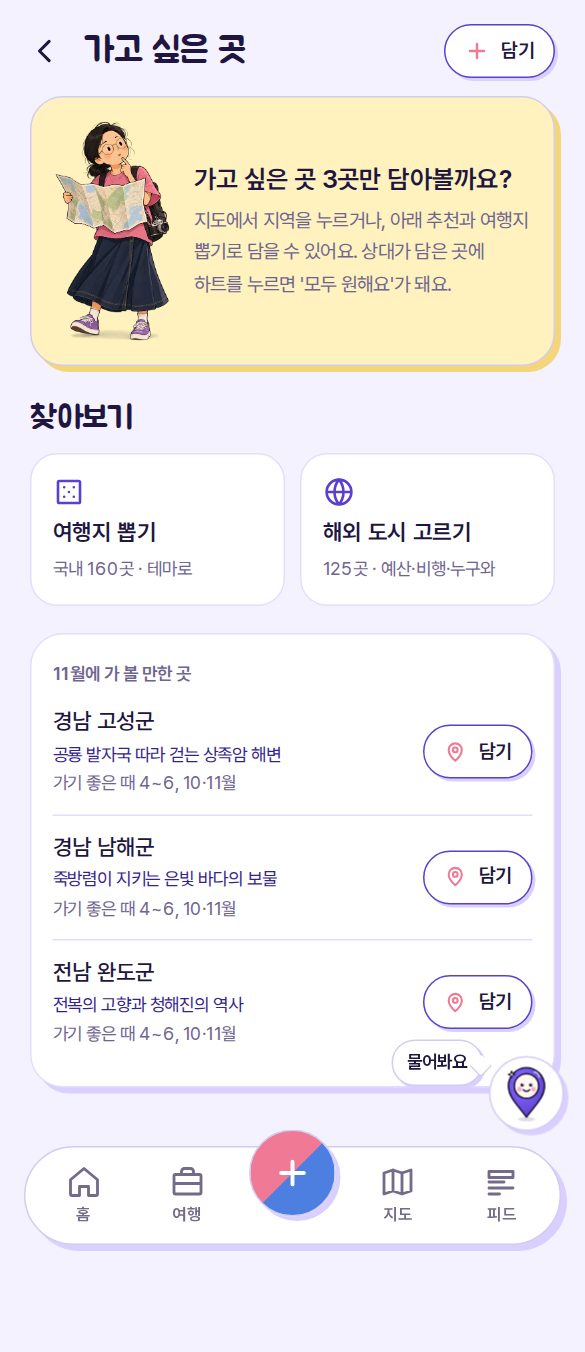 가고 싶은 곳
담기
가고 싶은 곳 3곳만 담아볼까요?
지도에서 지역을 누르거나, 아래 추천과 여행지
뽑기로 담을 수 있어요. 상대가 담은 곳에
하트를 누르면 '모두 원해요'가 돼요.
찾아보기
여행지 뽑기
국내 160곳 · 테마로
해외 도시 고르기
125곳 · 예산·비행·누구와
11월에 가 볼 만한 곳
경남 고성군
공룡 발자국 따라 걷는 상족암 해변
가기 좋은 때 4~6, 10·11월
담기
경남 남해군
죽방렴이 지키는 은빛 바다의 보물
가기 좋은 때 4~6, 10·11월
담기
전남 완도군
전복의 고향과 청해진의 역사
가기 좋은 때 4~6, 10·11월
담기
물어봐요
홈
여행
지도
피드